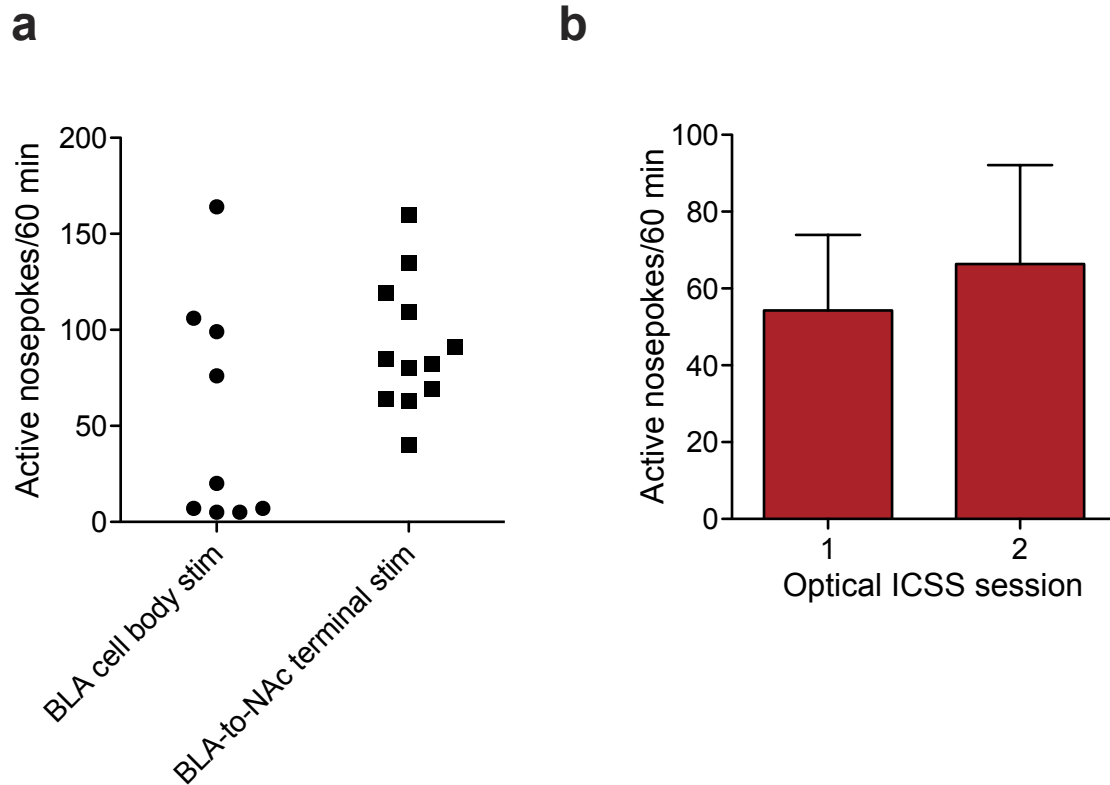 a
Active nosepokes/60 min
200
150
100
50
0
BLA cell body stim
BLA-to-NAc terminal stim
b
Active nosepokes/60 min
100
80
60
40
20
0
1
2
Optical ICSS session